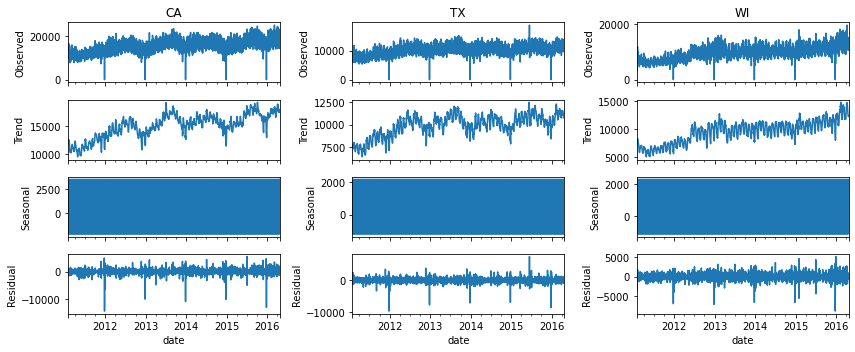 CA
Observed
20000
10000
0
Trend
15000
10000
Seasonal
2500
0
Residual
0
−10000
2012 2013 2014 2015 2016
date
TX
Observed
10000
0
Trend
12500
10000
7500
Seasonal
2000
0
Residual
0
−10000
2012 2013 2014 2015 2016
date
WI
Observed
20000
10000
0
Trend
15000
10000
5000
Seasonal
2000
0
Residual
5000
0
−5000
2012 2013 2014 2015 2016
date